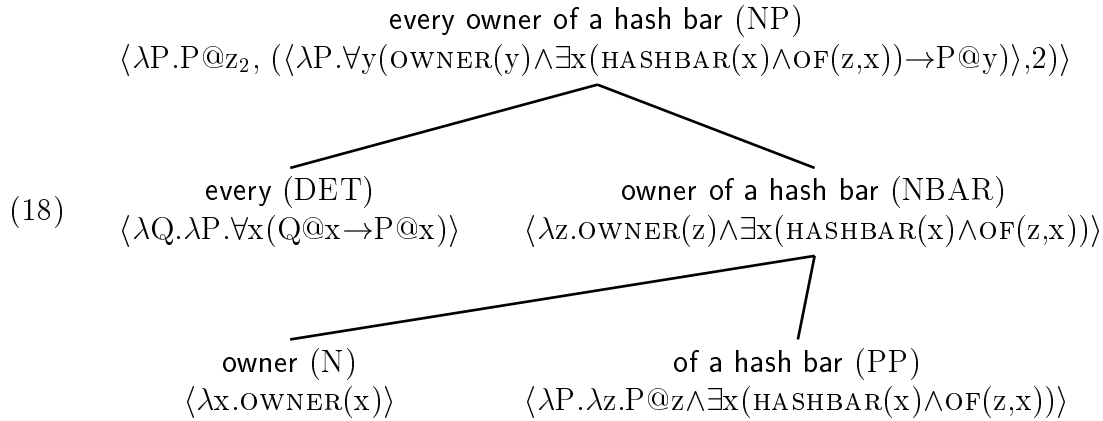 every owner of a hash bar (NP)
⟨λP.P@z₂, (⟨λP.∀y(OWNER(y)∧∃x(HASHBAR(x)∧OF(z,x))→P@y)⟩,2)⟩
(18)
every (DET)
⟨λQ.λP.∀x(Q@x→P@x)⟩
owner of a hash bar (NBAR)
⟨λz.OWNER(z)∧∃x(HASHBAR(x)∧OF(z,x))⟩
owner (N)
⟨λx.OWNER(x)⟩
of a hash bar (PP)
⟨λP.λz.P@z∧∃x(HASHBAR(x)∧OF(z,x))⟩